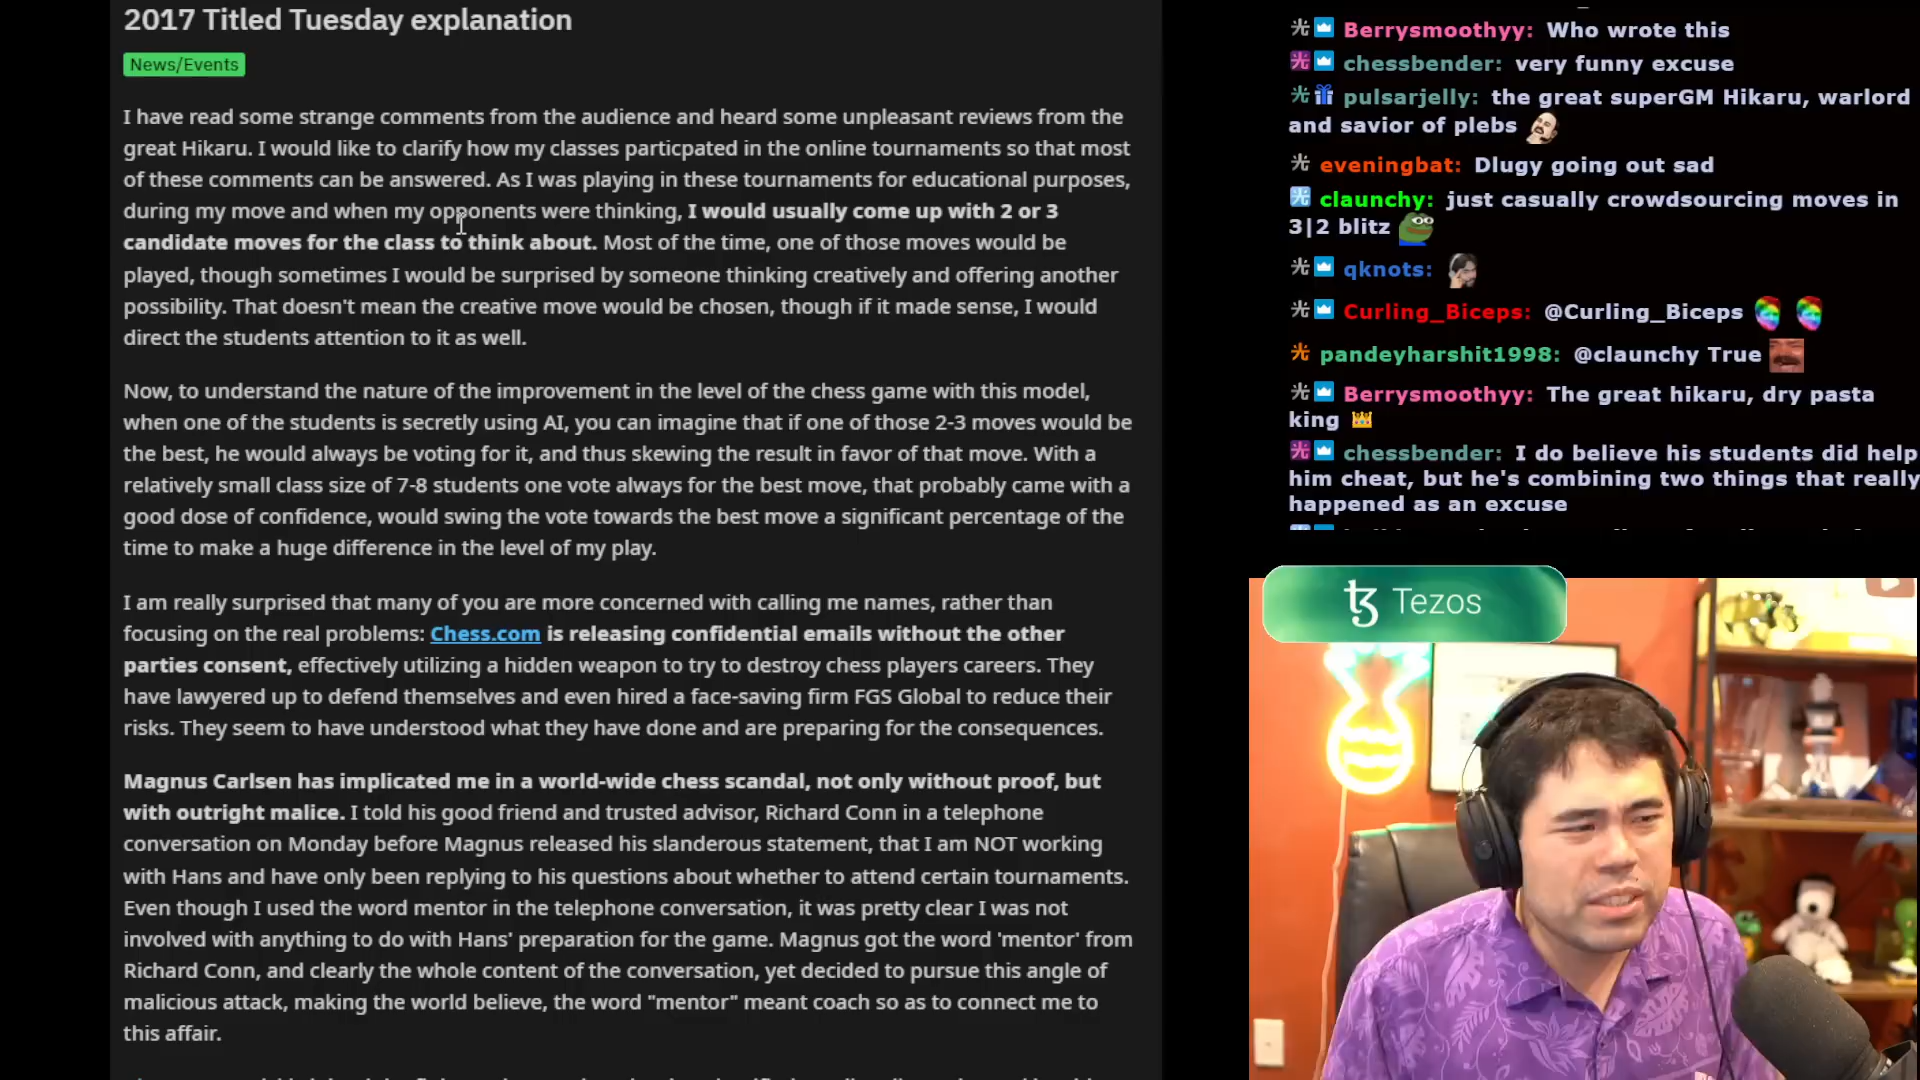 2017 Titled Tuesday explanation
News/Events
I have read some strange comments from the audience and heard some unpleasant reviews from the
great Hikaru. I would like to clarify how my classes particpated in the online tournaments so that most
of these comments can be answered. As I was playing in these tournaments for educational purposes,
during my move and when my opponents were thinking, I would usually come up with 2 or 3
candidate moves for the class to think about. Most of the time, one of those moves would be
played, though sometimes I would be surprised by someone thinking creatively and offering another
possibility. That doesn't mean the creative move would be chosen, though if it made sense, I would
direct the students attention to it as well.
Now, to understand the nature of the improvement in the level of the chess game with this model,
when one of the students is secretly using AI, you can imagine that if one of those 2-3 moves would be
the best, he would always be voting for it, and thus skewing the result in favor of that move. With a
relatively small class size of 7-8 students one vote always for the best move, that probably came with a
good dose of confidence, would swing the vote towards the best move a significant percentage of the
time to make a huge difference in the level of my play.
I am really surprised that many of you are more concerned with calling me names, rather than
focusing on the real problems: Chess.com is releasing confidential emails without the other
parties consent, effectively utilizing a hidden weapon to try to destroy chess players careers. They
have lawyered up to defend themselves and even hired a face-saving firm FGS Global to reduce their
risks. They seem to have understood what they have done and are preparing for the consequences.
Magnus Carlsen has implicated me in a world-wide chess scandal, not only without proof, but
with outright malice. I told his good friend and trusted advisor, Richard Conn in a telephone
conversation on Monday before Magnus released his slanderous statement, that I am NOT working
with Hans and have only been replying to his questions about whether to attend certain tournaments.
Even though I used the word mentor in the telephone conversation, it was pretty clear I was not
involved with anything to do with Hans' preparation for the game. Magnus got the word 'mentor' from
Richard Conn, and clearly the whole content of the conversation, yet decided to pursue this angle of
malicious attack, making the world believe, the word "mentor" meant coach so as to connect me to
this affair.
Berrysmoothyy: Who wrote this
chessbender: very funny excuse
pulsarjelly: the great superGM Hikaru, warlord
and savior of plebs
eveningbat: Dlugy going out sad
claunchy: just casually crowdsourcing moves in
3|2 blitz
qknots:
Curling_Biceps: @Curling_Biceps
pandeyharshit1998: @claunchy True
Berrysmoothyy: The great hikaru, dry pasta
king
chessbender: I do believe his students did help
him cheat, but he's combining two things that really
happened as an excuse
Tezos